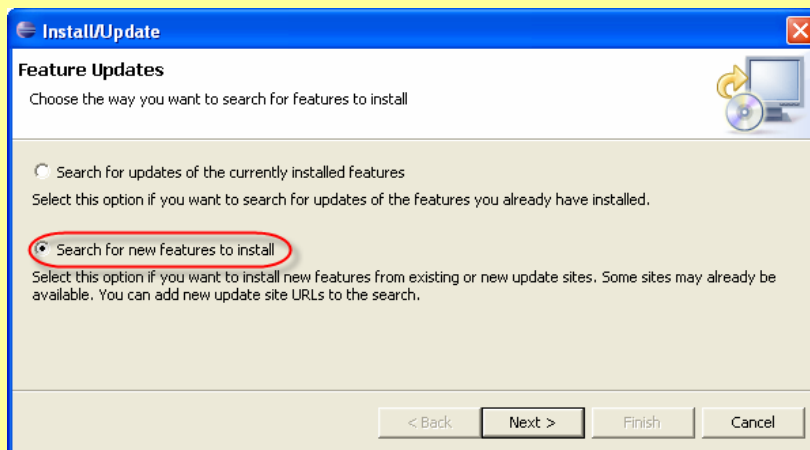 Install/Update
Feature Updates
Choose the way you want to search for features to install
Search for updates of the currently installed features
Select this option if you want to search for updates of the features you already have installed.
Search for new features to install
Select this option if you want to install new features from existing or new update sites. Some sites may already be
available. You can add new update site URLs to the search.
< Back Next > Finish Cancel